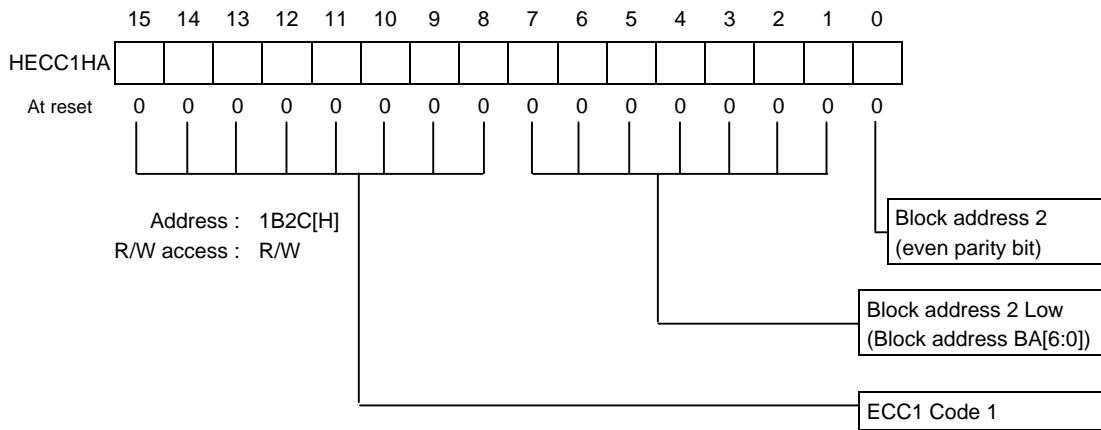 15 14 13 12 11 10 9 8 7 6 5 4 3 2 1 0
HECC1HA
At reset 0 0 0 0 0 0 0 0 0 0 0 0 0 0 0 0
Address : 1B2C[H]
R/W access : R/W
Block address 2
(even parity bit)
Block address 2 Low
(Block address BA[6:0])
ECC1 Code 1